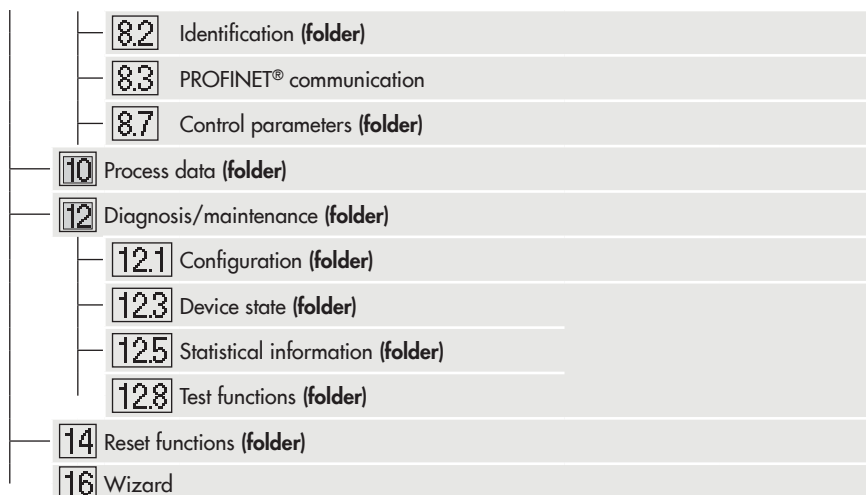 8.2 Identification (folder)
8.3 PROFINET® communication
8.7 Control parameters (folder)
10 Process data (folder)
12 Diagnosis/maintenance (folder)
12.1 Configuration (folder)
12.3 Device state (folder)
12.5 Statistical information (folder)
12.8 Test functions (folder)
14 Reset functions (folder)
16 Wizard